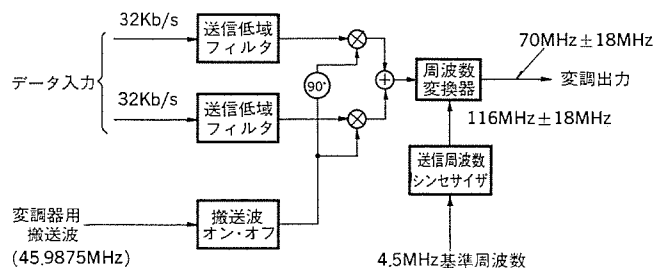 32Kb/s
送信低域
フィルタ
70MHz±18MHz
データ入力
90°
周波数
変換器
変調出力
32Kb/s
送信低域
フィルタ
116MHz±18MHz
送信周波数
シンセサイザ
変調器用
搬送波
(45.9875MHz)
搬送波
オン・オフ
4.5MHz基準周波数